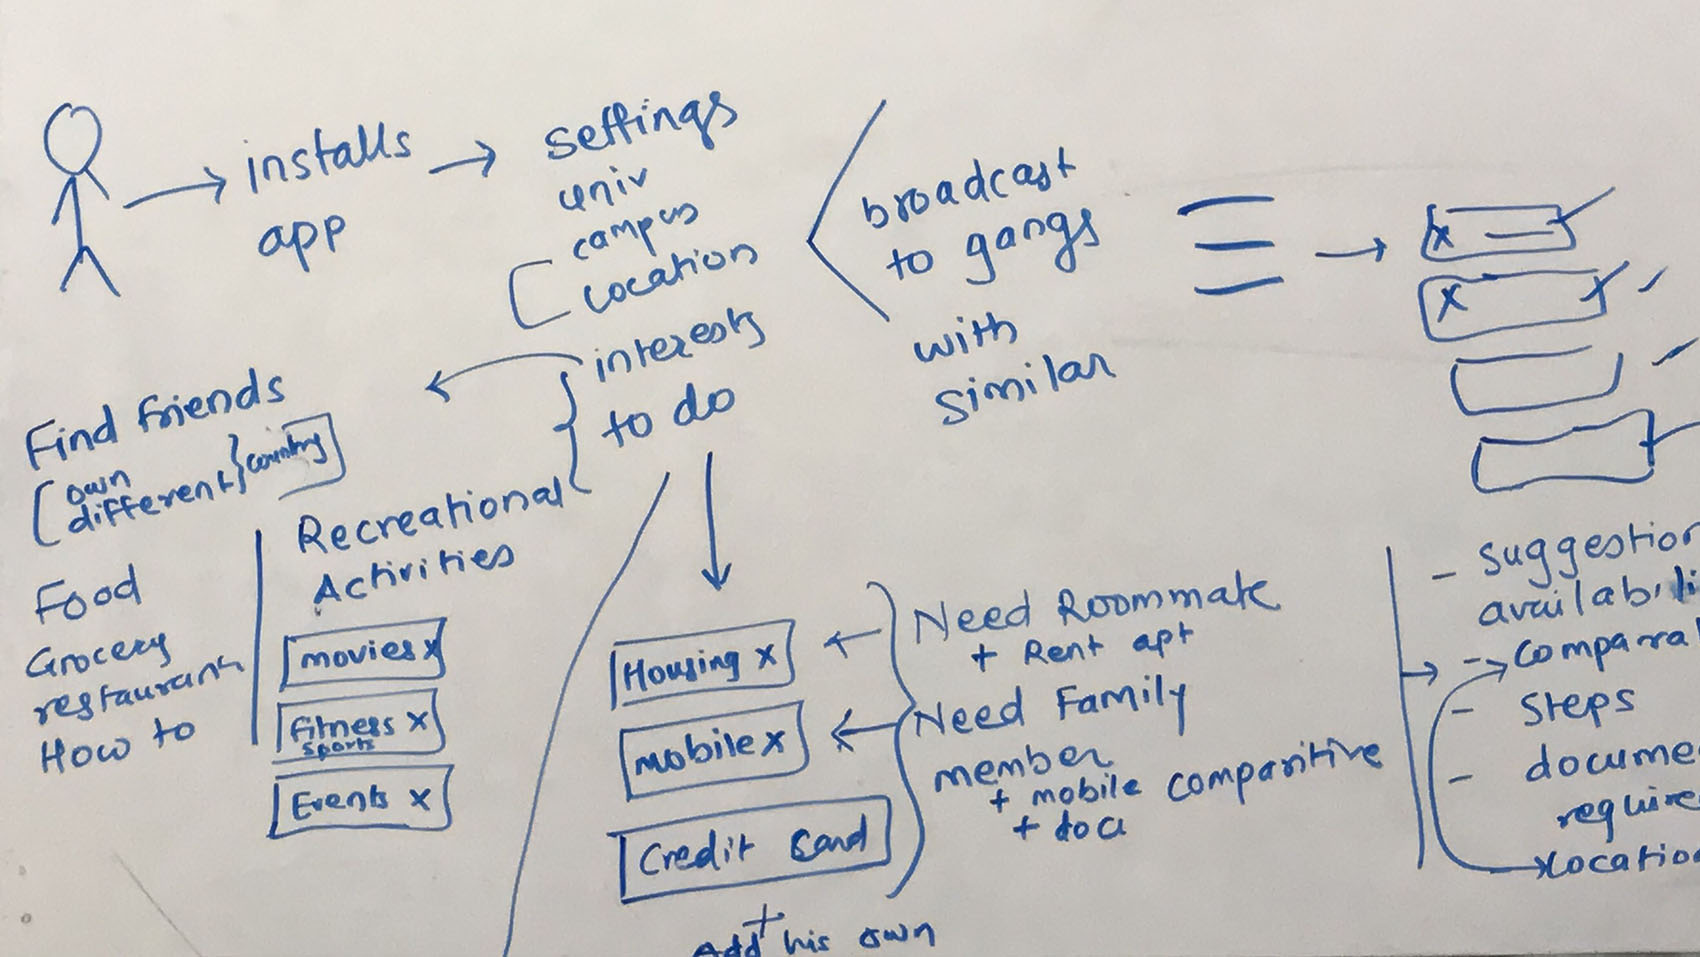 installs
app
settings
univ
campus
Location
interests
to do
broadcast
to gangs
with
similar
x
x
Find friends
own
different
country
Food
Grocery
restaurants
How to
Recreational
Activities
movies x
fitness x
sports
Events x
Housing x
mobile x
Credit Card
+
Add his own
Need Roommate
+ Rent apt
Need Family
member
+ mobile comparitive
+ doc
- suggestion
availabili
- compara
- steps
- docume
require
Locatio